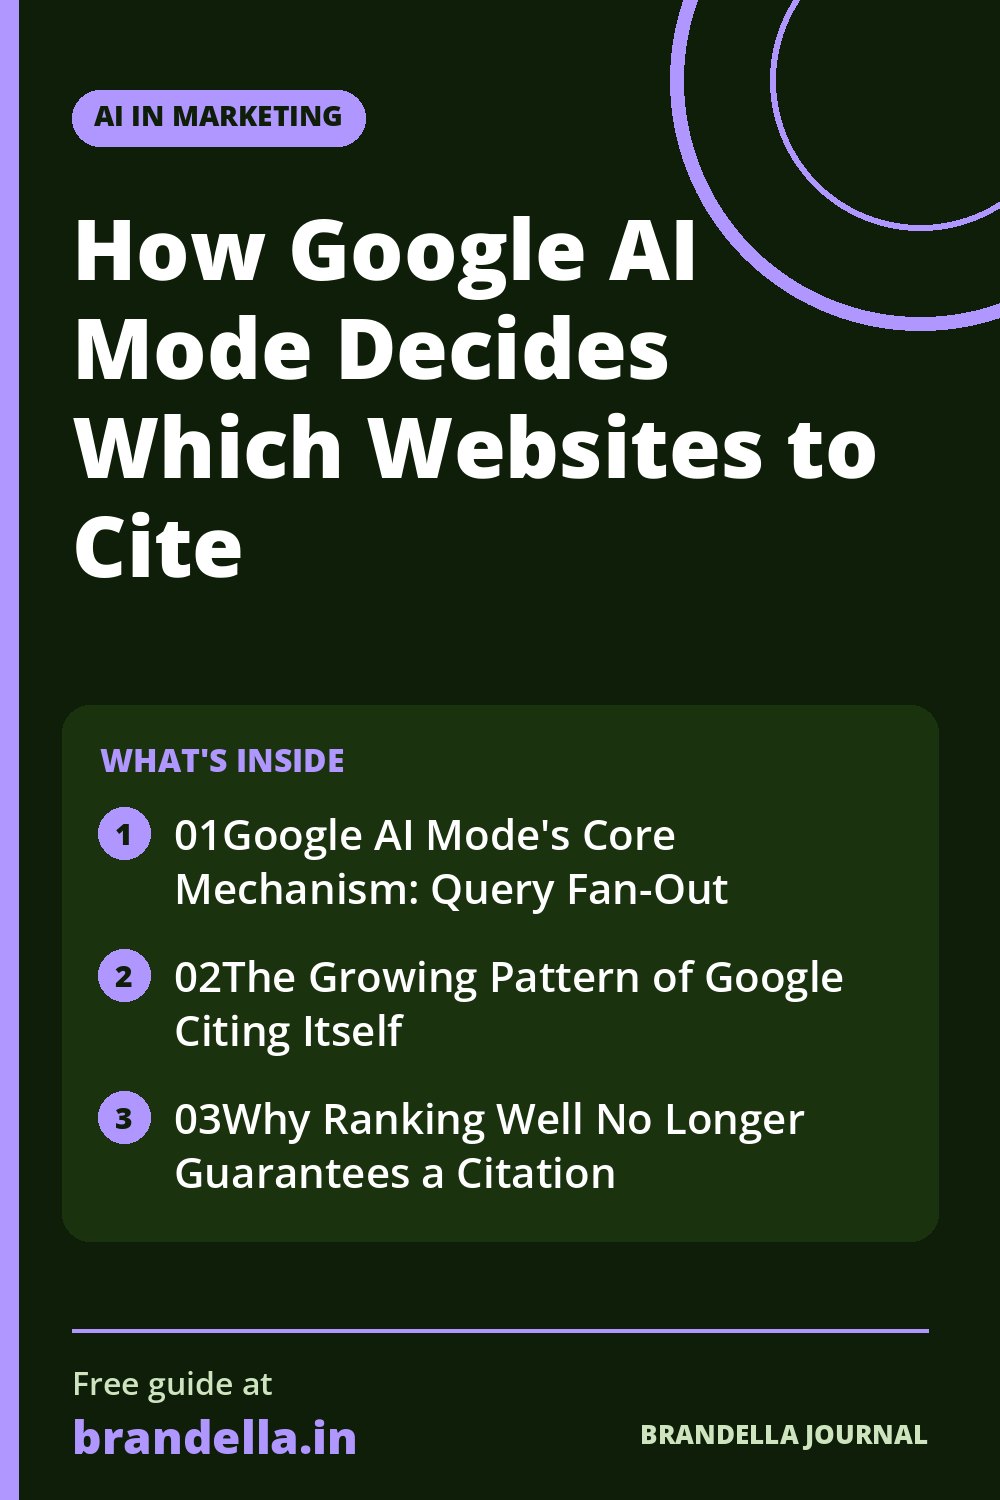 AI IN MARKETING
How Google AI
Mode Decides
Which Websites to
Cite
WHAT'S INSIDE
1 01Google AI Mode's Core
Mechanism: Query Fan-Out
2 02The Growing Pattern of Google
Citing Itself
3 03Why Ranking Well No Longer
Guarantees a Citation
Free guide at
brandella.in
BRANDELLA JOURNAL